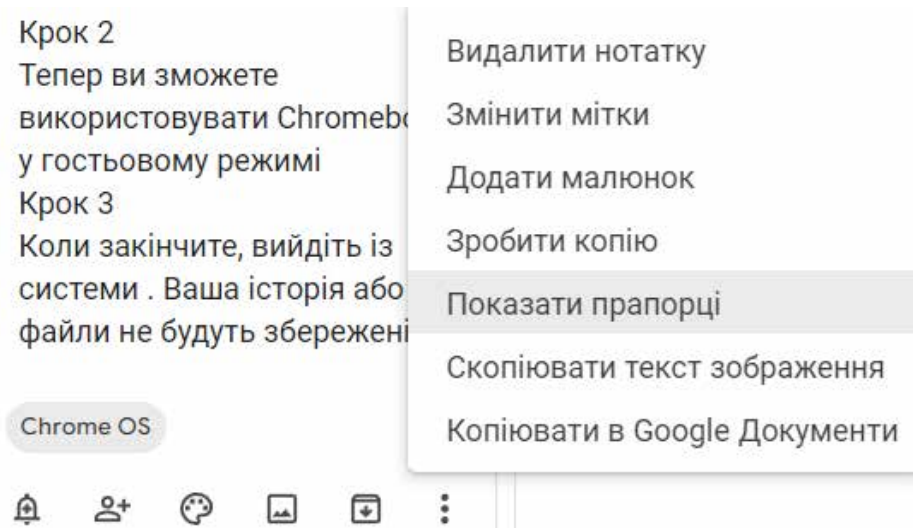 Крок 2
Тепер ви зможете
використовувати Chromebo
у гостьовому режимі
Крок 3
Коли закінчите, вийдіть із
системи . Ваша історія або
файли не будуть збережені
Chrome OS
Видалити нотатку
Змінити мітки
Додати малюнок
Зробити копію
Показати прапорці
Скопіювати текст зображення
Копіювати в Google Документи